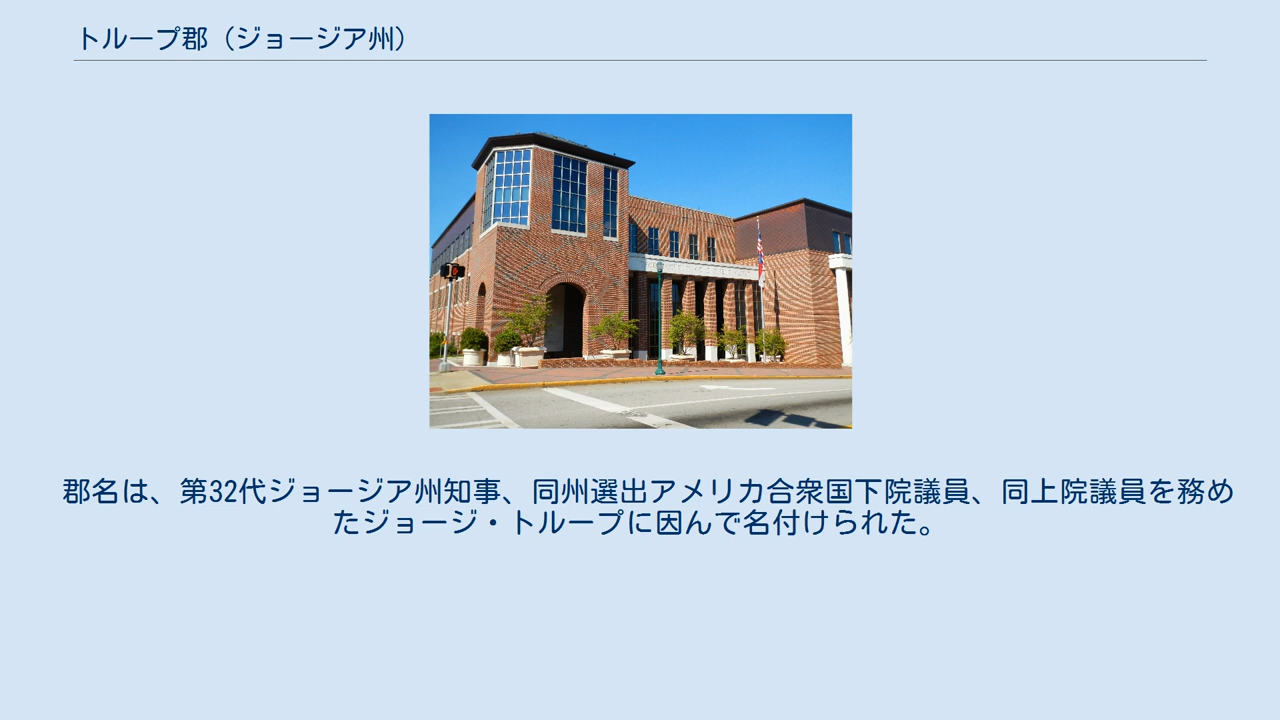 トループ郡（ジョージア州）
郡名は、第32代ジョージア州知事、同州選出アメリカ合衆国下院議員、同上院議員を務め
たジョージ・トループに因んで名付けられた。